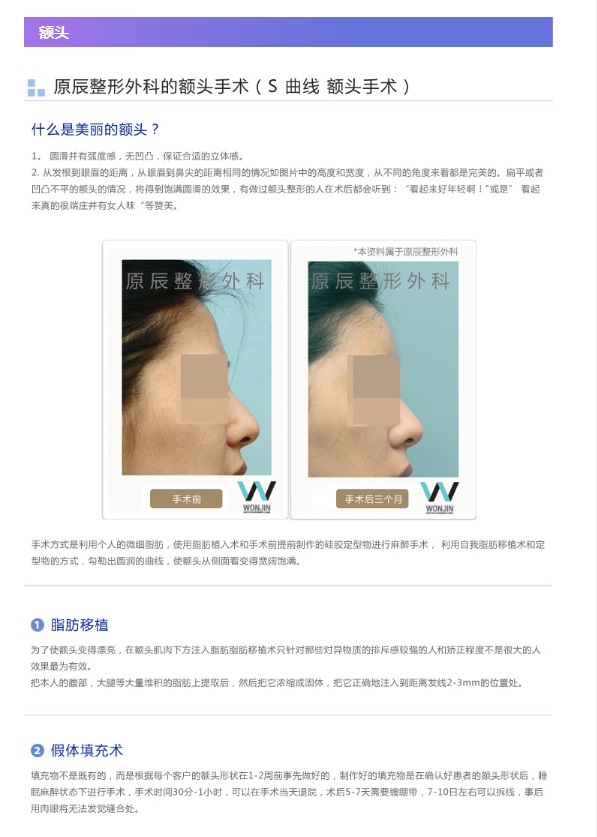 额头
原辰整形外科的额头手术（S 曲线 额头手术）
什么是美丽的额头？
1。 圆滑并有弧度感，无凹凸，保证合适的立体感。
2. 从发根到眼眉的距离，从眼眉到鼻尖的距离相同的情况如图片中的高度和宽度，从不同的角度来看都是完美的。扁平或者
凹凸不平的额头的情况，将得到饱满圆滑的效果，有做过额头整形的人在术后都会听到：“看起来好年轻啊！”或是” 看起
来真的很端庄并有女人味“等赞美。
*本资料属于原辰整形外科
原辰整形外科
原辰整形外科
手术前
WONJIN
手术后三个月
WONJIN
手术方式是利用个人的微细脂肪，使用脂肪植入术和手术前提前制作的硅胶定型物进行麻醉手术， 利用自我脂肪移植术和定
型物的方式，勾勒出圆润的曲线，使额头从侧面看变得宽阔饱满。
1 脂肪移植
为了使额头变得漂亮，在额头肌肉下方注入脂肪脂肪移植术只针对那些对异物质的排斥感较强的人和矫正程度不是很大的人
效果最为有效。
把本人的腹部，大腿等大量堆积的脂肪上提取后，然后把它浓缩成固体，把它正确地注入到距离发线2-3mm的位置处。
2 假体填充术
填充物不是既有的，而是根据每个客户的额头形状在1-2周前事先做好的，制作好的填充物是在确认好患者的额头形状后，睡
眠麻醉状态下进行手术，手术时间30分-1小时，可以在手术当天退院，术后5-7天需要缠绷带，7-10日左右可以拆线，事后
用肉眼将无法发觉缝合处。